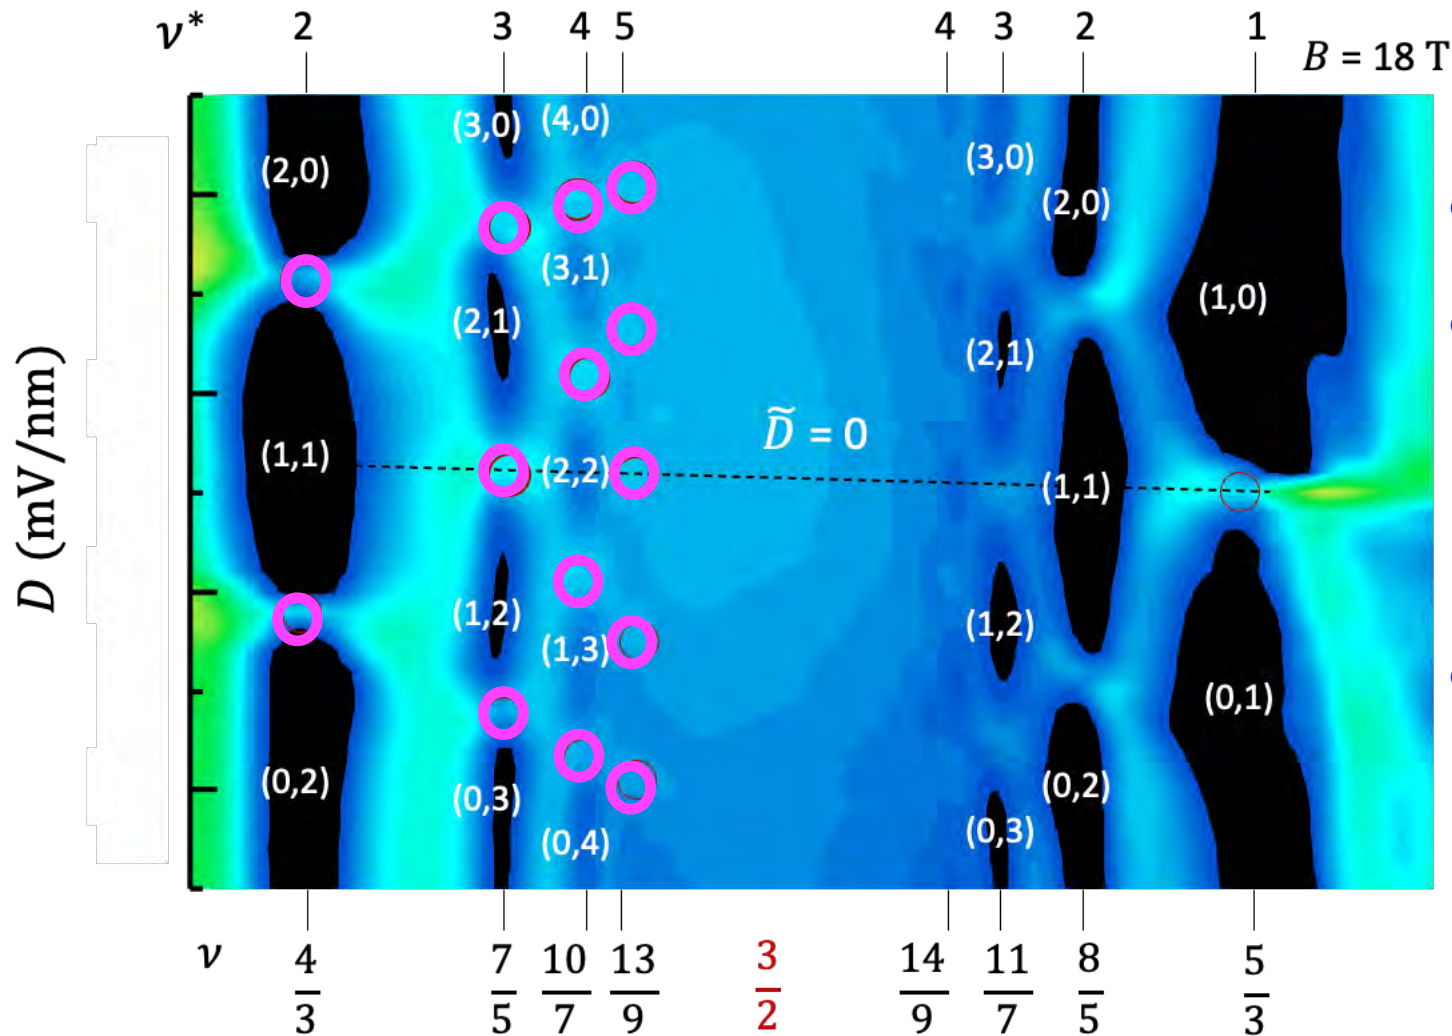 ν* 2 3 4 5 4 3 2 1 B = 18 T
(3,0) (4,0)
(2,0) (3,0)
(2,0)
(3,1)
(1,0)
(2,1) (2,1)
D̃ = 0
(1,1) (2,2) (1,1)
D (mV/nm)
(1,2) (1,2)
(1,3)
(0,1)
(0,2) (0,3) (0,2)
(0,4) (0,3)
ν 4/3 7/5 10/7 13/9 3/2 14/9 11/7 8/5 5/3